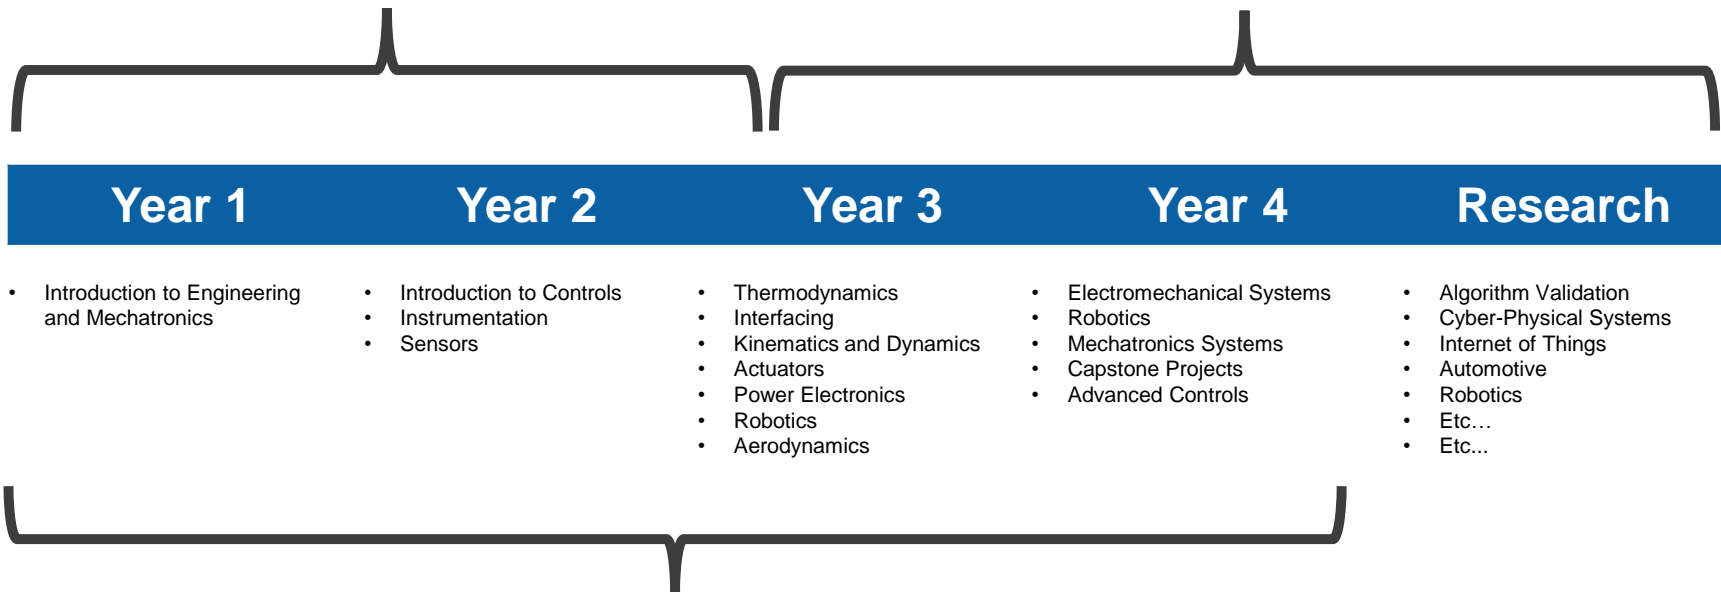 Year 1
Year 2
Year 3
Year 4
Research
• Introduction to Engineering
and Mechatronics
• Introduction to Controls
• Instrumentation
• Sensors
• Thermodynamics
• Interfacing
• Kinematics and Dynamics
• Actuators
• Power Electronics
• Robotics
• Aerodynamics
• Electromechanical Systems
• Robotics
• Mechatronics Systems
• Capstone Projects
• Advanced Controls
• Algorithm Validation
• Cyber-Physical Systems
• Internet of Things
• Automotive
• Robotics
• Etc…
• Etc...